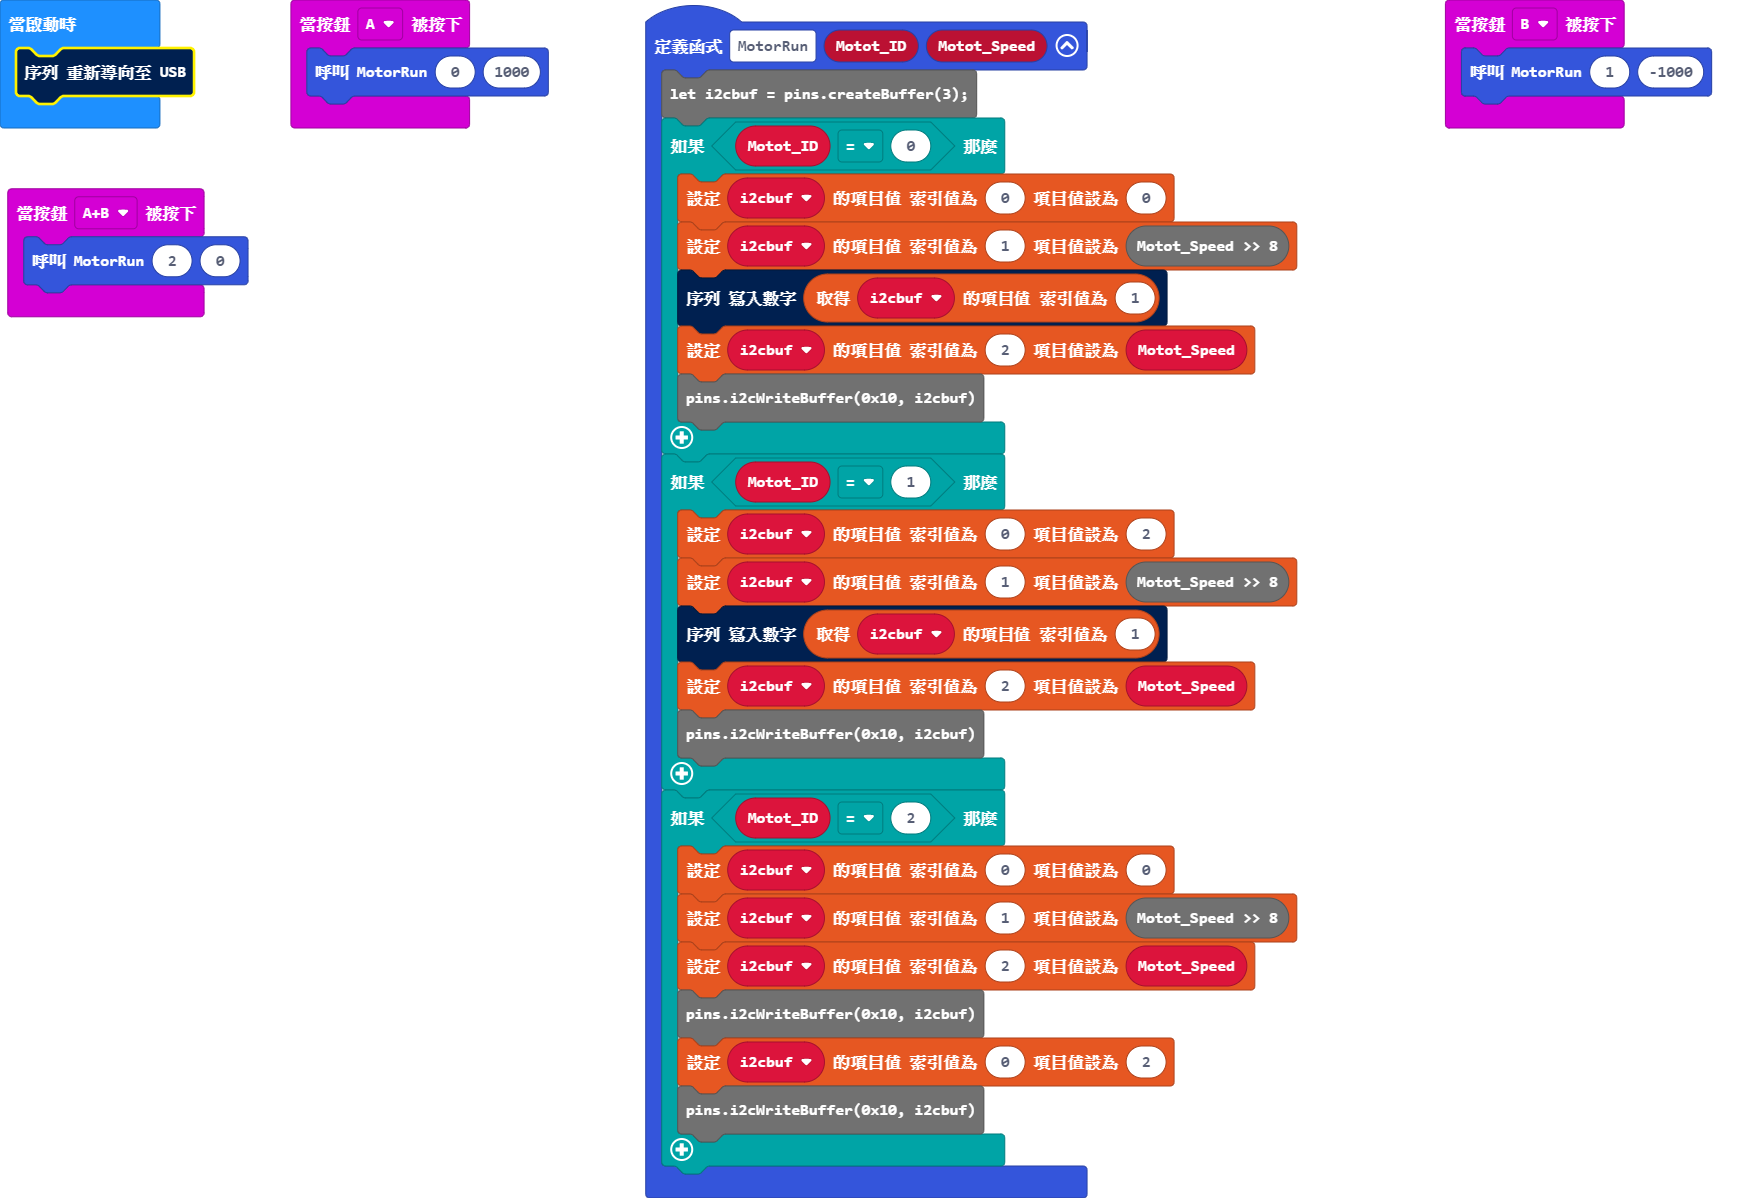 當啟動時
序列 重新導向至 USB
當按鈕 A 被按下
呼叫 MotorRun 0 1000
當按鈕 A+B 被按下
呼叫 MotorRun 2 0
定義函式 MotorRun Motot_ID Motot_Speed
let i2cbuf = pins.createBuffer(3);
如果 Motot_ID = 0 那麼
設定 i2cbuf 的項目值 索引值為 0 項目值設為 0
設定 i2cbuf 的項目值 索引值為 1 項目值設為 Motot_Speed >> 8
序列 寫入數字 取得 i2cbuf 的項目值 索引值為 1
設定 i2cbuf 的項目值 索引值為 2 項目值設為 Motot_Speed
pins.i2cWriteBuffer(0x10, i2cbuf)
如果 Motot_ID = 1 那麼
設定 i2cbuf 的項目值 索引值為 0 項目值設為 2
設定 i2cbuf 的項目值 索引值為 1 項目值設為 Motot_Speed >> 8
序列 寫入數字 取得 i2cbuf 的項目值 索引值為 1
設定 i2cbuf 的項目值 索引值為 2 項目值設為 Motot_Speed
pins.i2cWriteBuffer(0x10, i2cbuf)
如果 Motot_ID = 2 那麼
設定 i2cbuf 的項目值 索引值為 0 項目值設為 0
設定 i2cbuf 的項目值 索引值為 1 項目值設為 Motot_Speed >> 8
設定 i2cbuf 的項目值 索引值為 2 項目值設為 Motot_Speed
pins.i2cWriteBuffer(0x10, i2cbuf)
設定 i2cbuf 的項目值 索引值為 0 項目值設為 2
pins.i2cWriteBuffer(0x10, i2cbuf)
當按鈕 B 被按下
呼叫 MotorRun 1 -1000